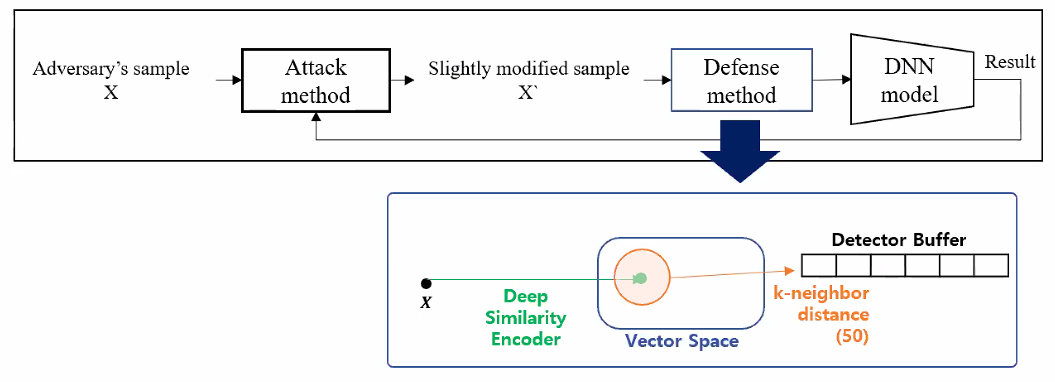 Adversary's sample
X
Attack
method
Slightly modified sample
X`
Defense
method
DNN
model
Result
Detector Buffer
x
Deep
Similarity
Encoder
Vector Space
k-neighbor
distance
(50)